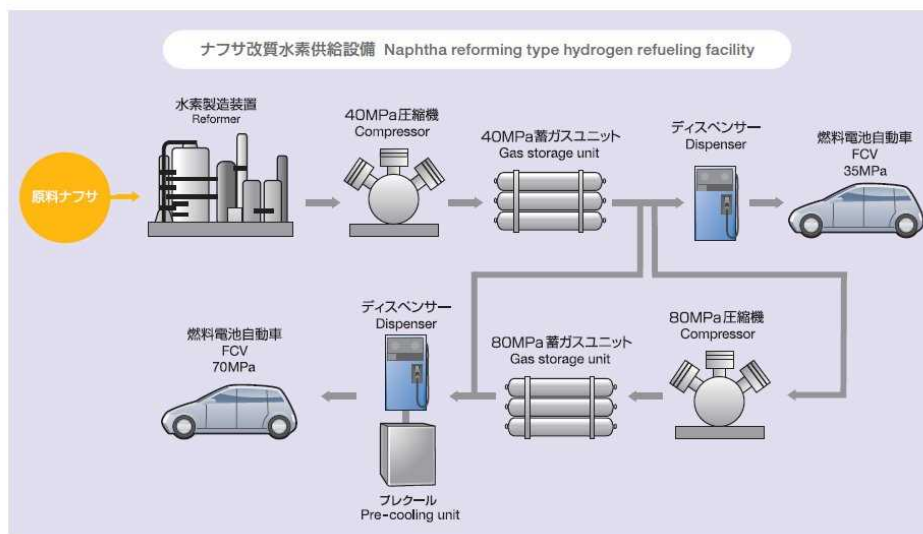 ナフサ改質水素供給設備 Naphtha reforming type hydrogen refueling facility
原料ナフサ
水素製造装置
Reformer
40MPa圧縮機
Compressor
40MPa蓄ガスユニット
Gas storage unit
ディスペンサー
Dispenser
燃料電池自動車
FCV
35MPa
80MPa圧縮機
Compressor
80MPa蓄ガスユニット
Gas storage unit
ディスペンサー
Dispenser
プレクール
Pre-cooling unit
燃料電池自動車
FCV
70MPa